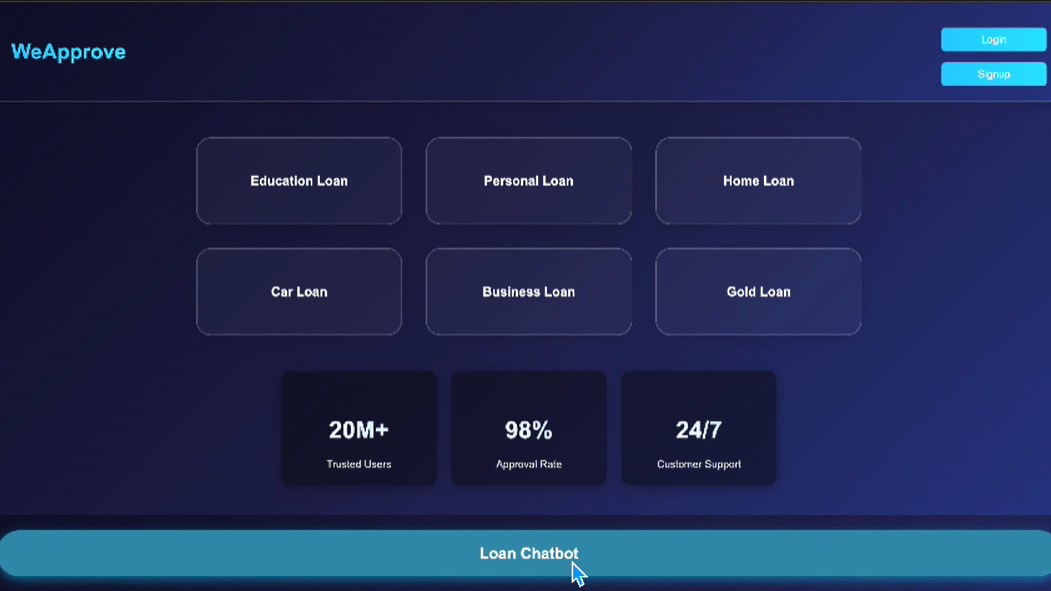 WeApprove
Login
Signup
Education Loan
Personal Loan
Home Loan
Car Loan
Business Loan
Gold Loan
20M+
Trusted Users
98%
Approval Rate
24/7
Customer Support
Loan Chatbot